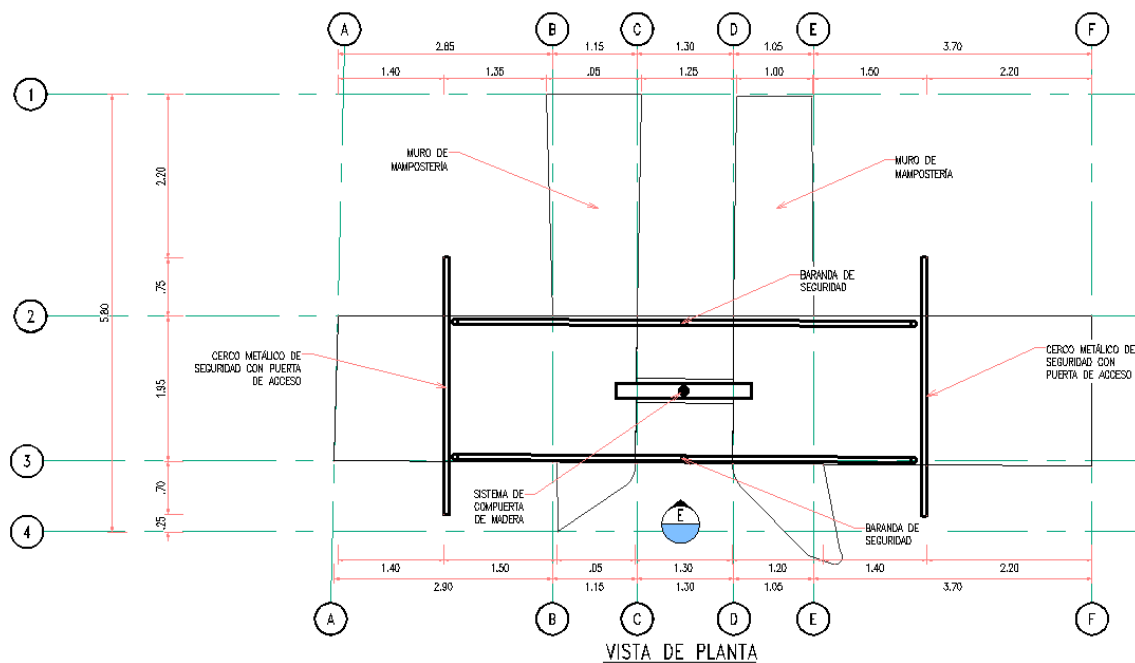 A
B
C
D
E
F
2.85
1.15
1.30
1.05
3.70
1.40
1.35
.05
1.25
1.00
1.50
2.20
1
2.20
MURO DE
MAMPOSTERÍA
MURO DE
MAMPOSTERÍA
.75
BARANDA DE
SEGURIDAD
5.80
2
CERCO METÁLICO DE
SEGURIDAD CON PUERTA
DE ACCESO
CERCO METÁLICO DE
SEGURIDAD CON
PUERTA DE ACCESO
1.95
3
.70
SISTEMA DE
COMPUERTA
DE MADERA
E
BARANDA DE
SEGURIDAD
.25
4
1.40
1.50
.05
1.30
1.20
1.40
2.20
2.90
1.15
1.30
1.05
3.70
A
B
C
D
E
F
VISTA DE PLANTA